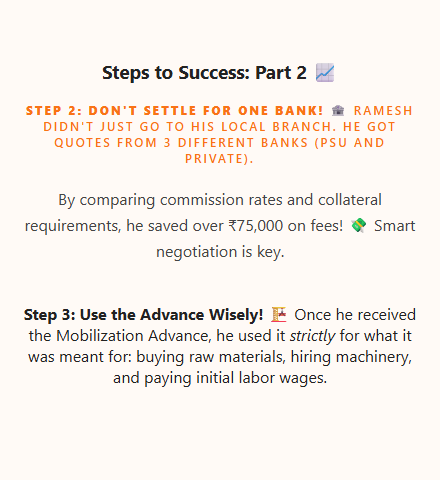 Steps to Success: Part 2 📈
STEP 2: DON'T SETTLE FOR ONE BANK! 🏦 RAMESH
DIDN'T JUST GO TO HIS LOCAL BRANCH. HE GOT
QUOTES FROM 3 DIFFERENT BANKS (PSU AND
PRIVATE).
By comparing commission rates and collateral
requirements, he saved over ₹75,000 on fees! 💸 Smart
negotiation is key.
Step 3: Use the Advance Wisely! 🏗️ Once he received
the Mobilization Advance, he used it strictly for what it
was meant for: buying raw materials, hiring machinery,
and paying initial labor wages.